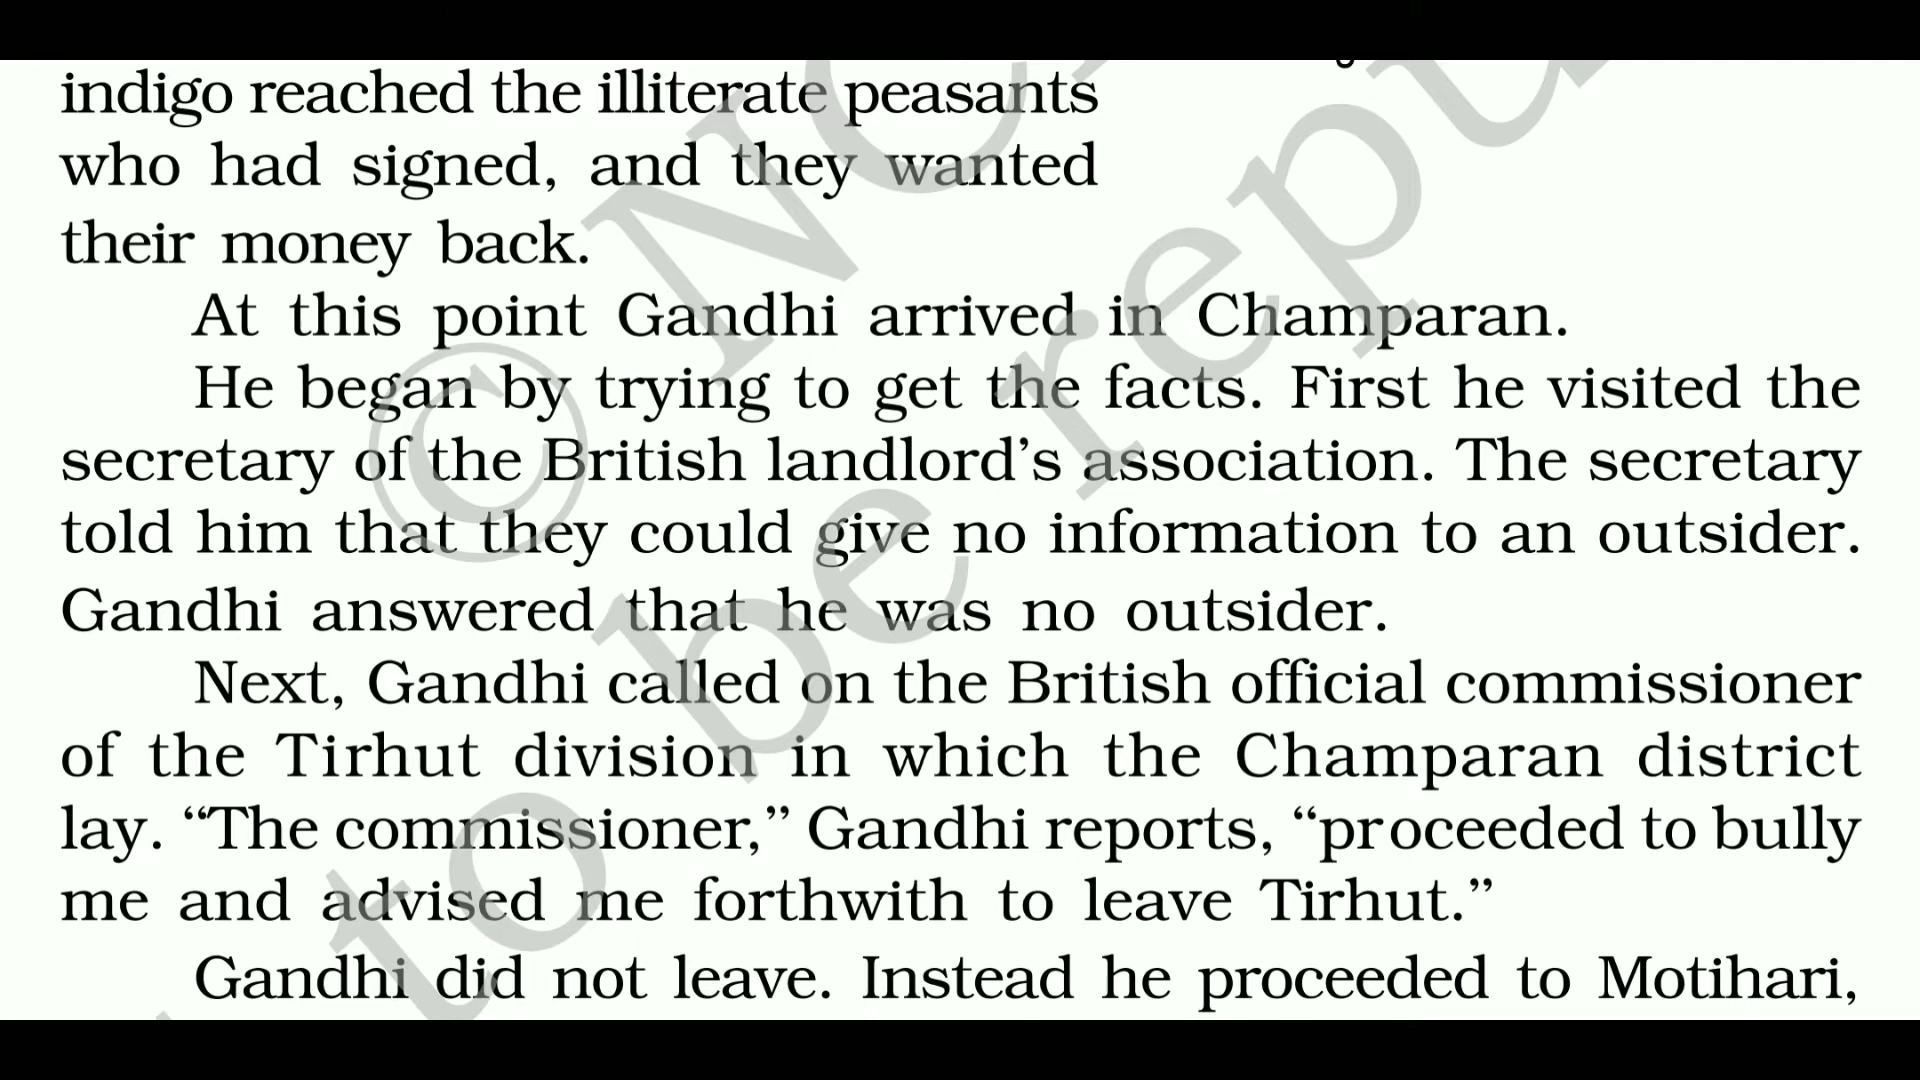 indigo reached the illiterate peasants
who had signed, and they wanted
their money back.
At this point Gandhi arrived in Champaran.
He began by trying to get the facts. First he visited the
secretary of the British landlord’s association. The secretary
told him that they could give no information to an outsider.
Gandhi answered that he was no outsider.
Next, Gandhi called on the British official commissioner
of the Tirhut division in which the Champaran district
lay. “The commissioner,” Gandhi reports, “proceeded to bully
me and advised me forthwith to leave Tirhut.”
Gandhi did not leave. Instead he proceeded to Motihari,
© NC
to be repu